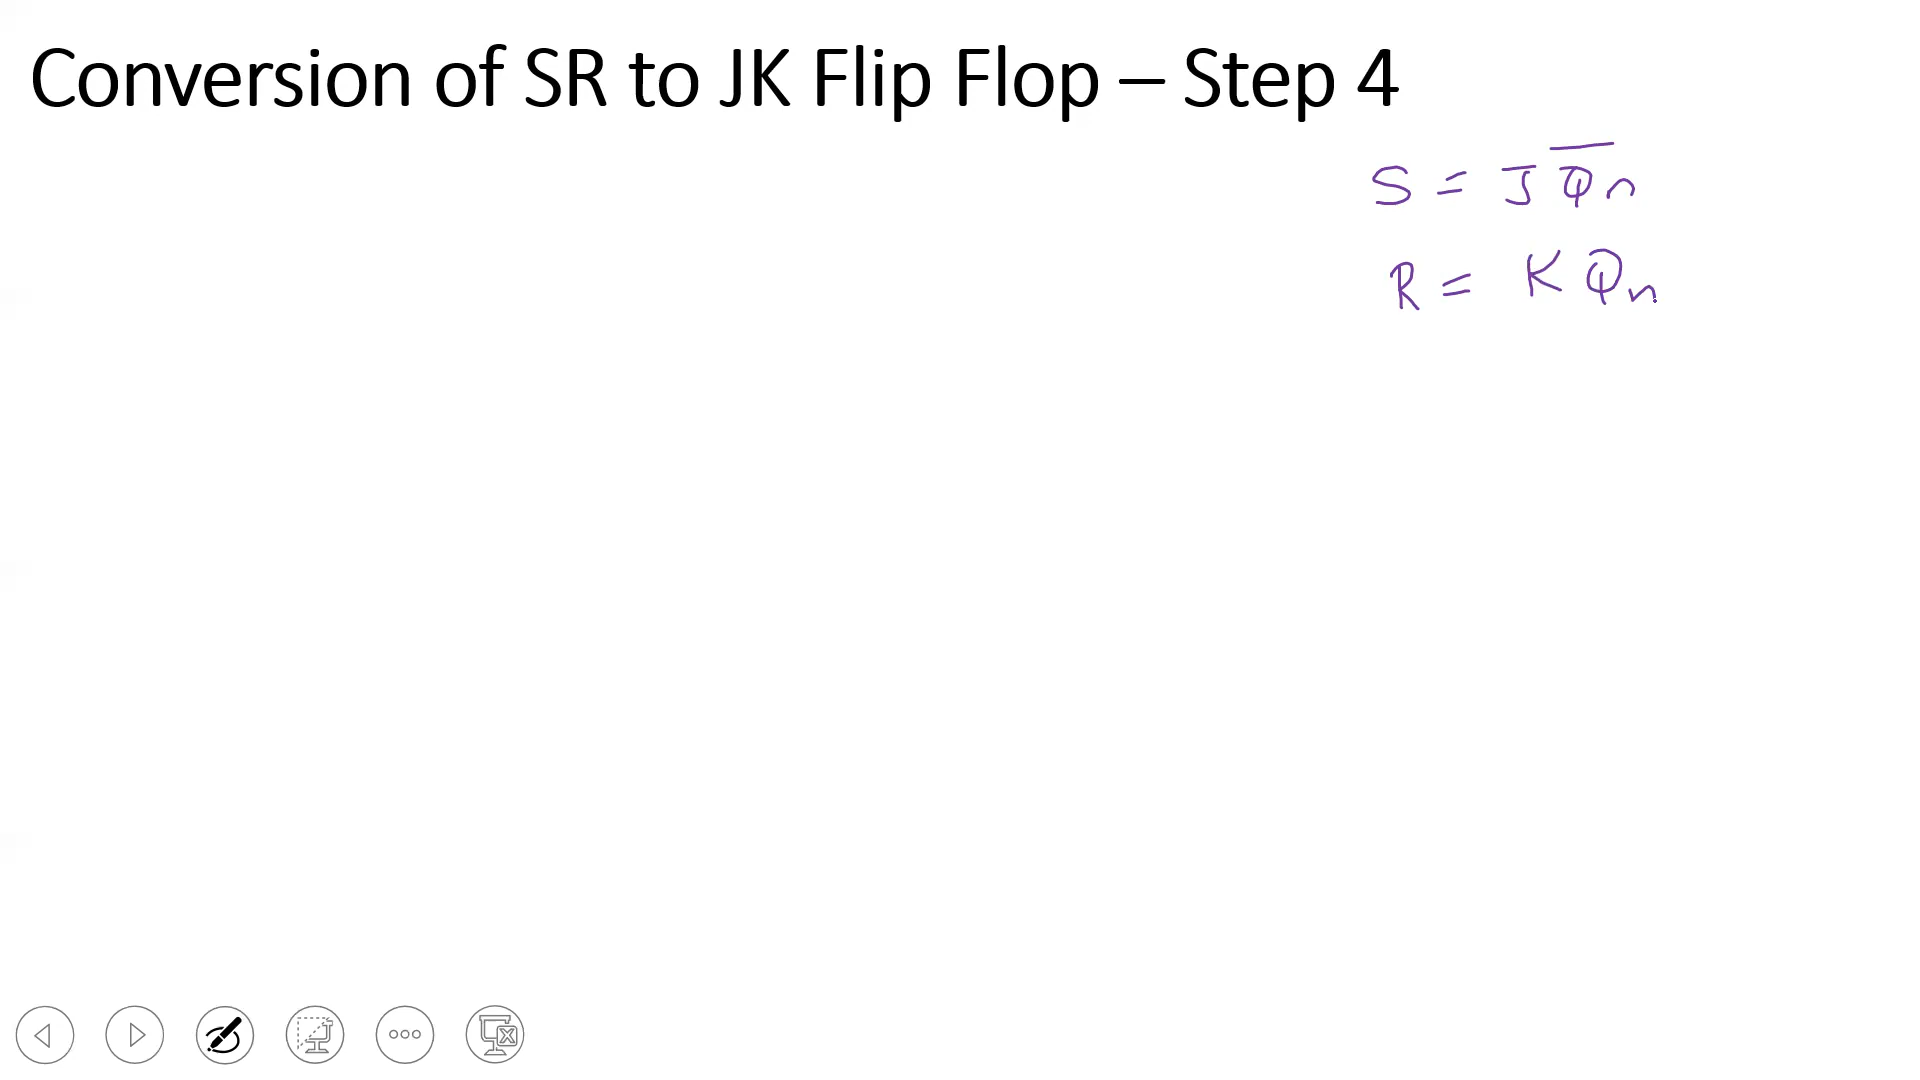 Conversion of SR to JK Flip Flop – Step 4
S = J Q̅n
R = K Qn